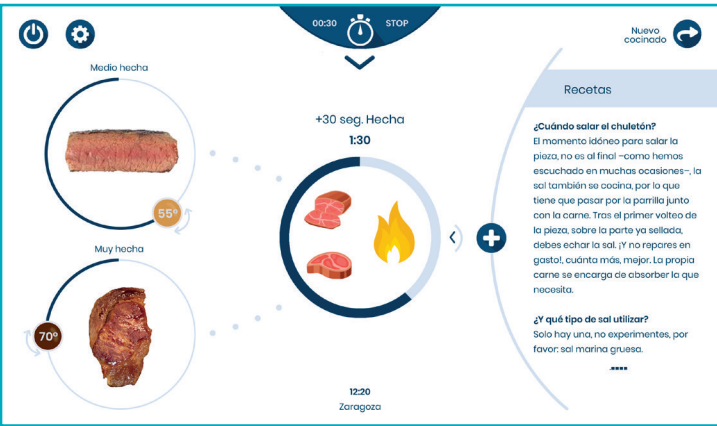 00:30
STOP
Nuevo
cocinado
Medio hecha
55º
Muy hecha
70º
+30 seg. Hecha
1:30
12:20
Zaragoza
Recetas
¿Cuándo salar el chuletón?
El momento idóneo para salar la
pieza, no es al final –como hemos
escuchado en muchas ocasiones–, la
sal también se cocina, por lo que
tiene que pasar por la parrilla junto
con la carne. Tras el primer volteo de
la pieza, sobre la parte ya sellada,
debes echar la sal. ¡Y no repares en
gasto!, cuánta más, mejor. La propia
carne se encarga de absorber la que
necesita.
¿Y qué tipo de sal utilizar?
Solo hay una, no experimentes, por
favor: sal marina gruesa.